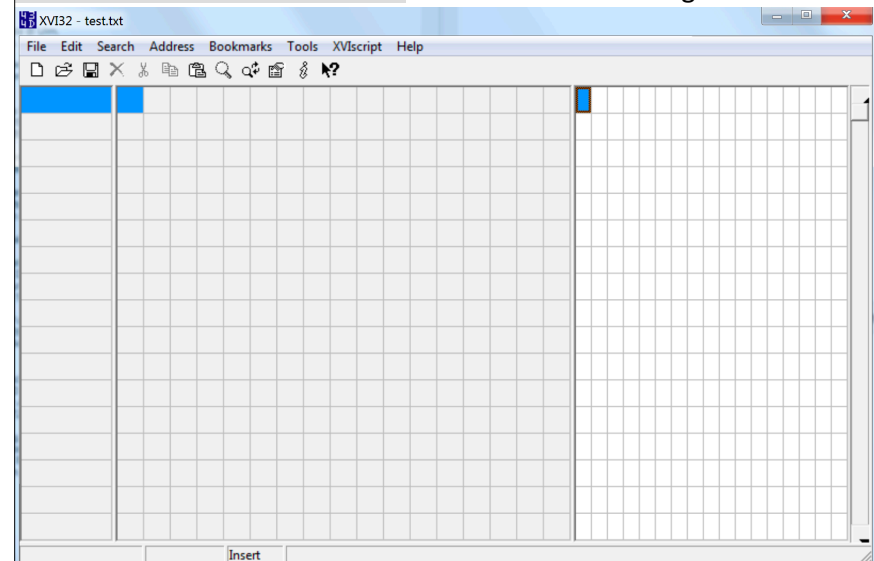 XVI32 - test.txt
File Edit Search Address Bookmarks Tools XVIscript Help
Insert